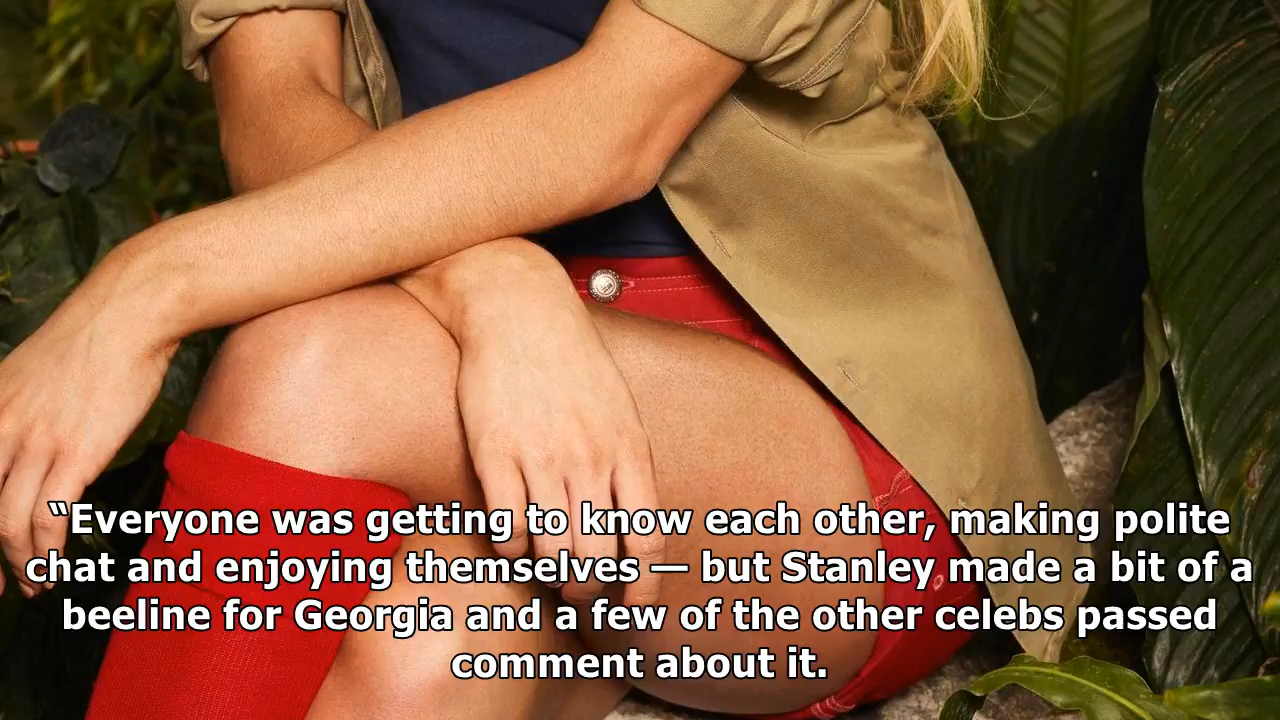 “Everyone was getting to know each other, making polite
chat and enjoying themselves — but Stanley made a bit of a
beeline for Georgia and a few of the other celebs passed
comment about it.